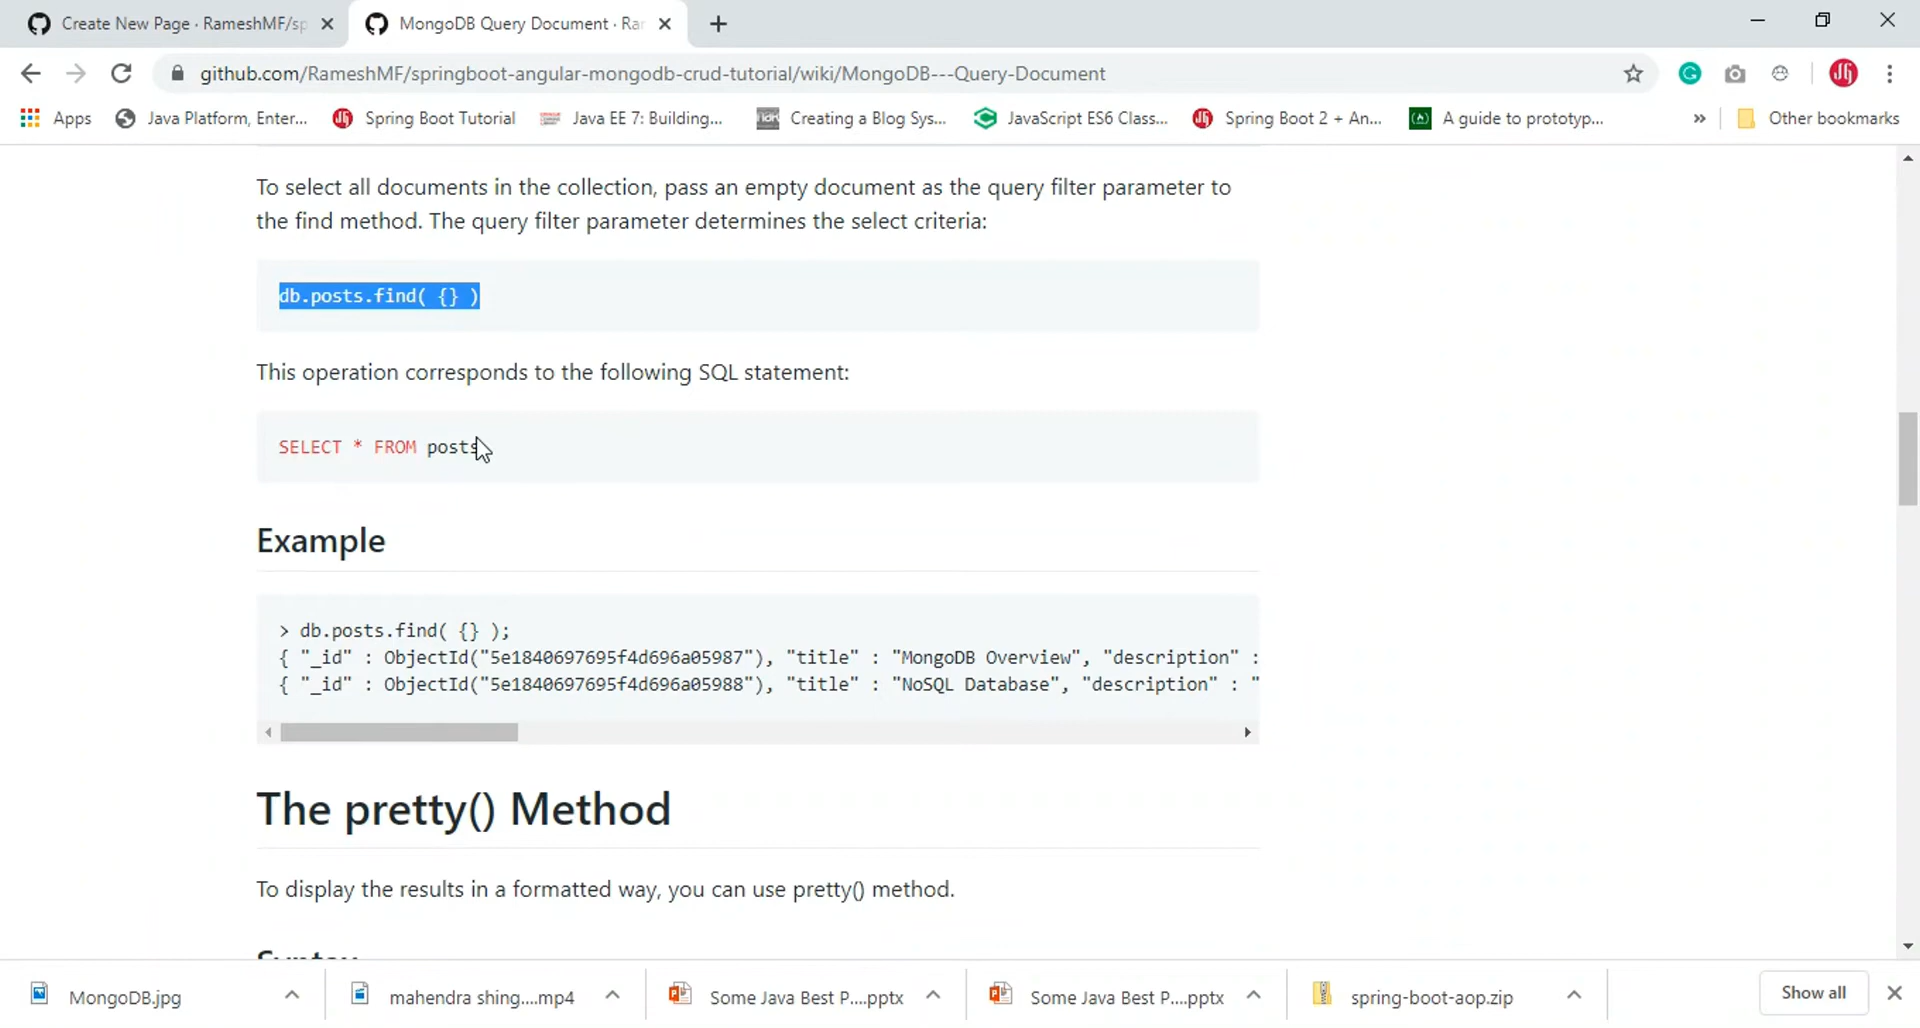 Create New Page · RameshMF/sp
MongoDB Query Document · Ra
github.com/RameshMF/springboot-angular-mongodb-crud-tutorial/wiki/MongoDB---Query-Document
Apps
Java Platform, Enter...
Spring Boot Tutorial
Java EE 7: Building...
Creating a Blog Sys...
JavaScript ES6 Class...
Spring Boot 2 + An...
A guide to prototyp...
»
Other bookmarks
To select all documents in the collection, pass an empty document as the query filter parameter to
the find method. The query filter parameter determines the select criteria:
db.posts.find( {} )
This operation corresponds to the following SQL statement:
SELECT * FROM posts
Example
> db.posts.find( {} );
{ "_id" : ObjectId("5e1840697695f4d696a05987"), "title" : "MongoDB Overview", "description" :
{ "_id" : ObjectId("5e1840697695f4d696a05988"), "title" : "NoSQL Database", "description" : "
The pretty() Method
To display the results in a formatted way, you can use pretty() method.
Syntax
MongoDB.jpg
mahendra shing....mp4
Some Java Best P....pptx
Some Java Best P....pptx
spring-boot-aop.zip
Show all